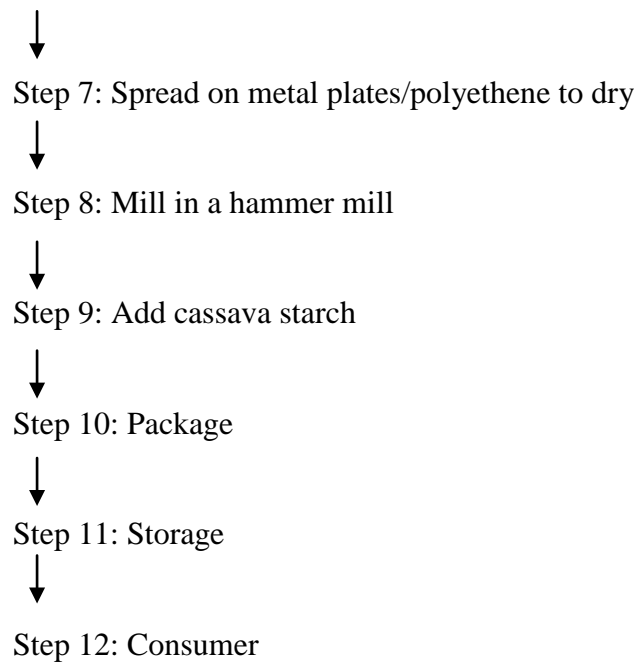 Step 7: Spread on metal plates/polyethene to dry
Step 8: Mill in a hammer mill
Step 9: Add cassava starch
Step 10: Package
Step 11: Storage
Step 12: Consumer